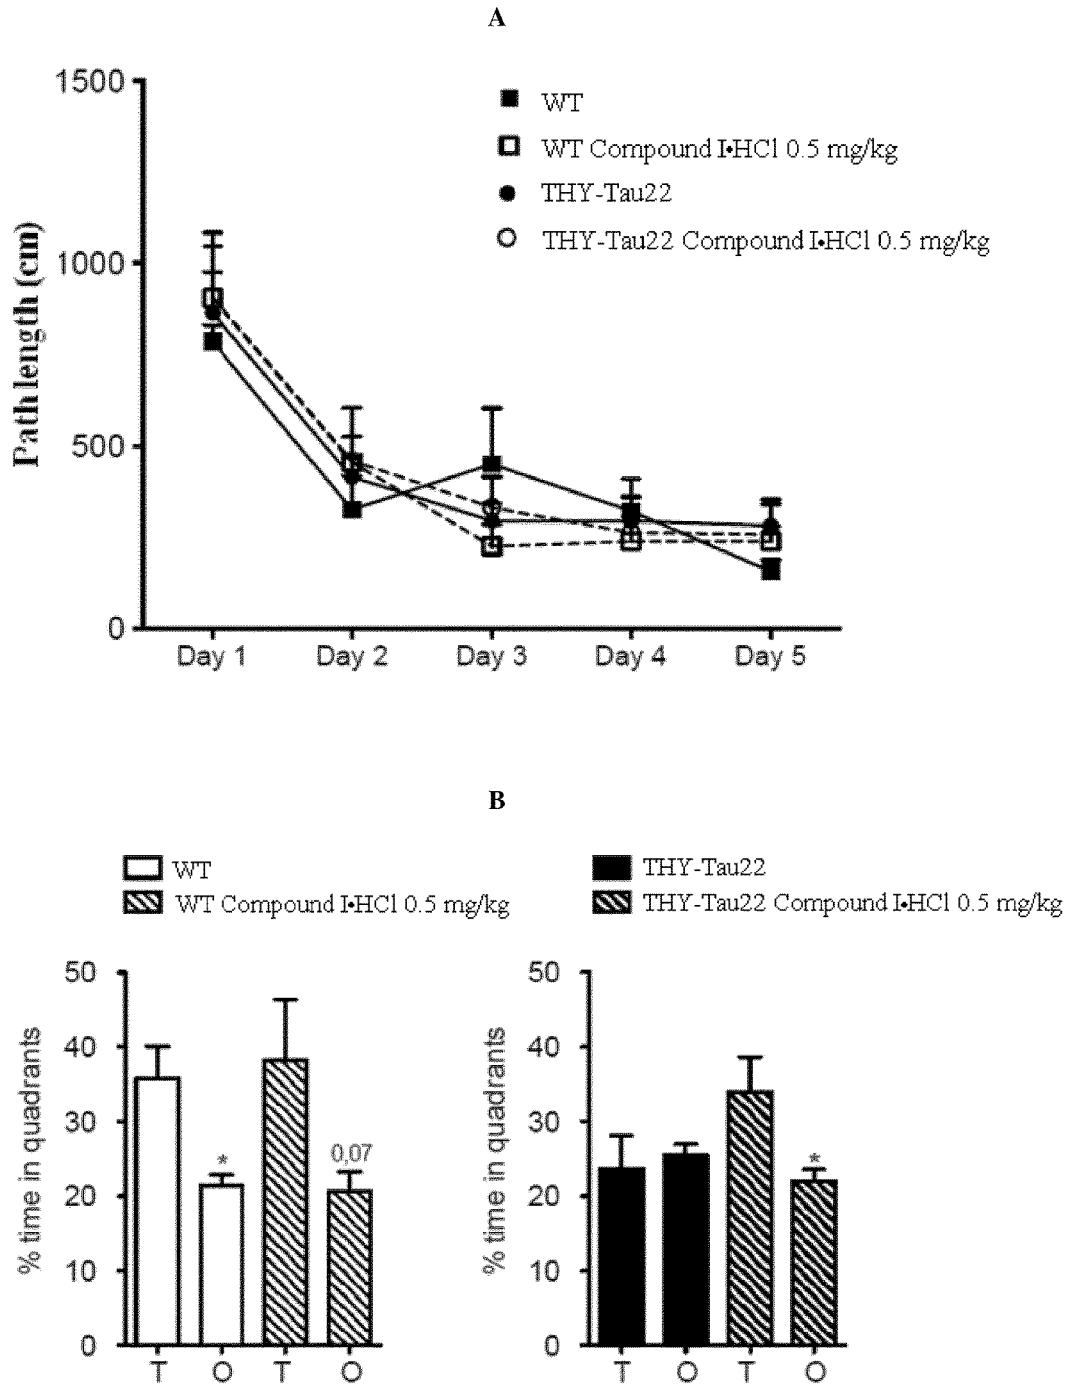 A
1500
1000
500
0
Path length (cm)
WT
WT Compound I•HCl 0.5 mg/kg
THY-Tau22
THY-Tau22 Compound I•HCl 0.5 mg/kg
Day 1 Day 2 Day 3 Day 4 Day 5
B
WT
WT Compound I•HCl 0.5 mg/kg
THY-Tau22
THY-Tau22 Compound I•HCl 0.5 mg/kg
% time in quadrants
50
40
30
20
10
0
*
0,07
T O T O
% time in quadrants
50
40
30
20
10
0
*
T O T O